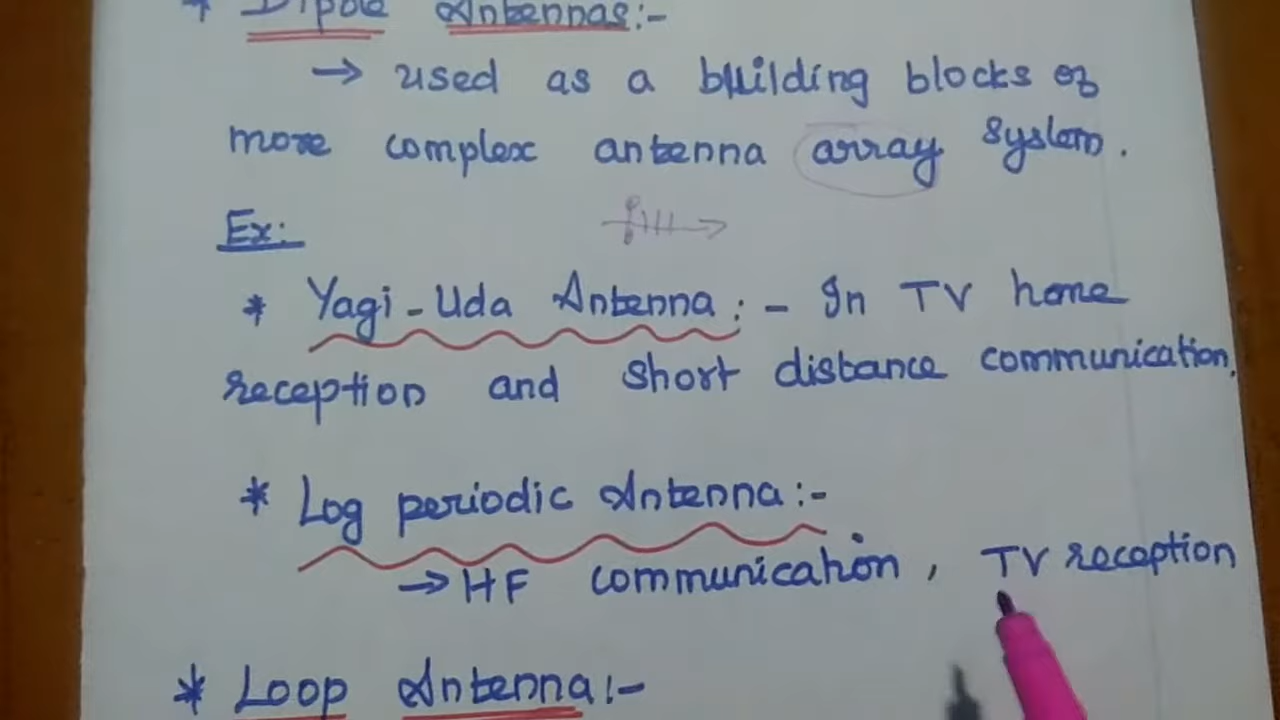 * Dipole Antennas:-
→ used as a building blocks of
more complex antenna array system.
Ex:
* Yagi-Uda Antenna:- In TV home
reception and short distance communication.
* Log periodic Antenna:-
→ HF communication, TV reception
* Loop Antenna:-